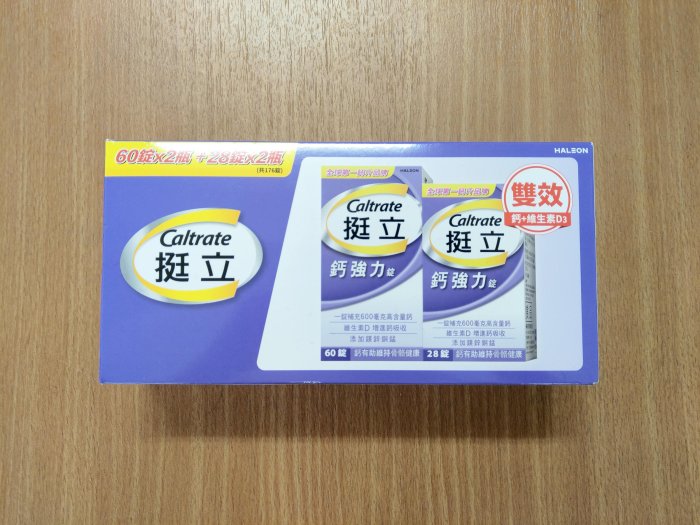 60錠x2瓶 + 28錠x2瓶
(共176錠)
HALEON
Caltrate
挺立
全球第一鈣質品牌
HALEON
Caltrate
挺立
鈣強力錠
一錠補充600毫克高含量鈣
維生素D 增進鈣吸收
添加鎂鋅銅錳
60錠 鈣有助維持骨骼健康
全球第一鈣質品牌
Caltrate
挺立
鈣強力錠
一錠補充600毫克高含量鈣
維生素D 增進鈣吸收
添加鎂鋅銅錳
28錠 鈣有助維持骨骼健康
雙效
鈣+維生素D3